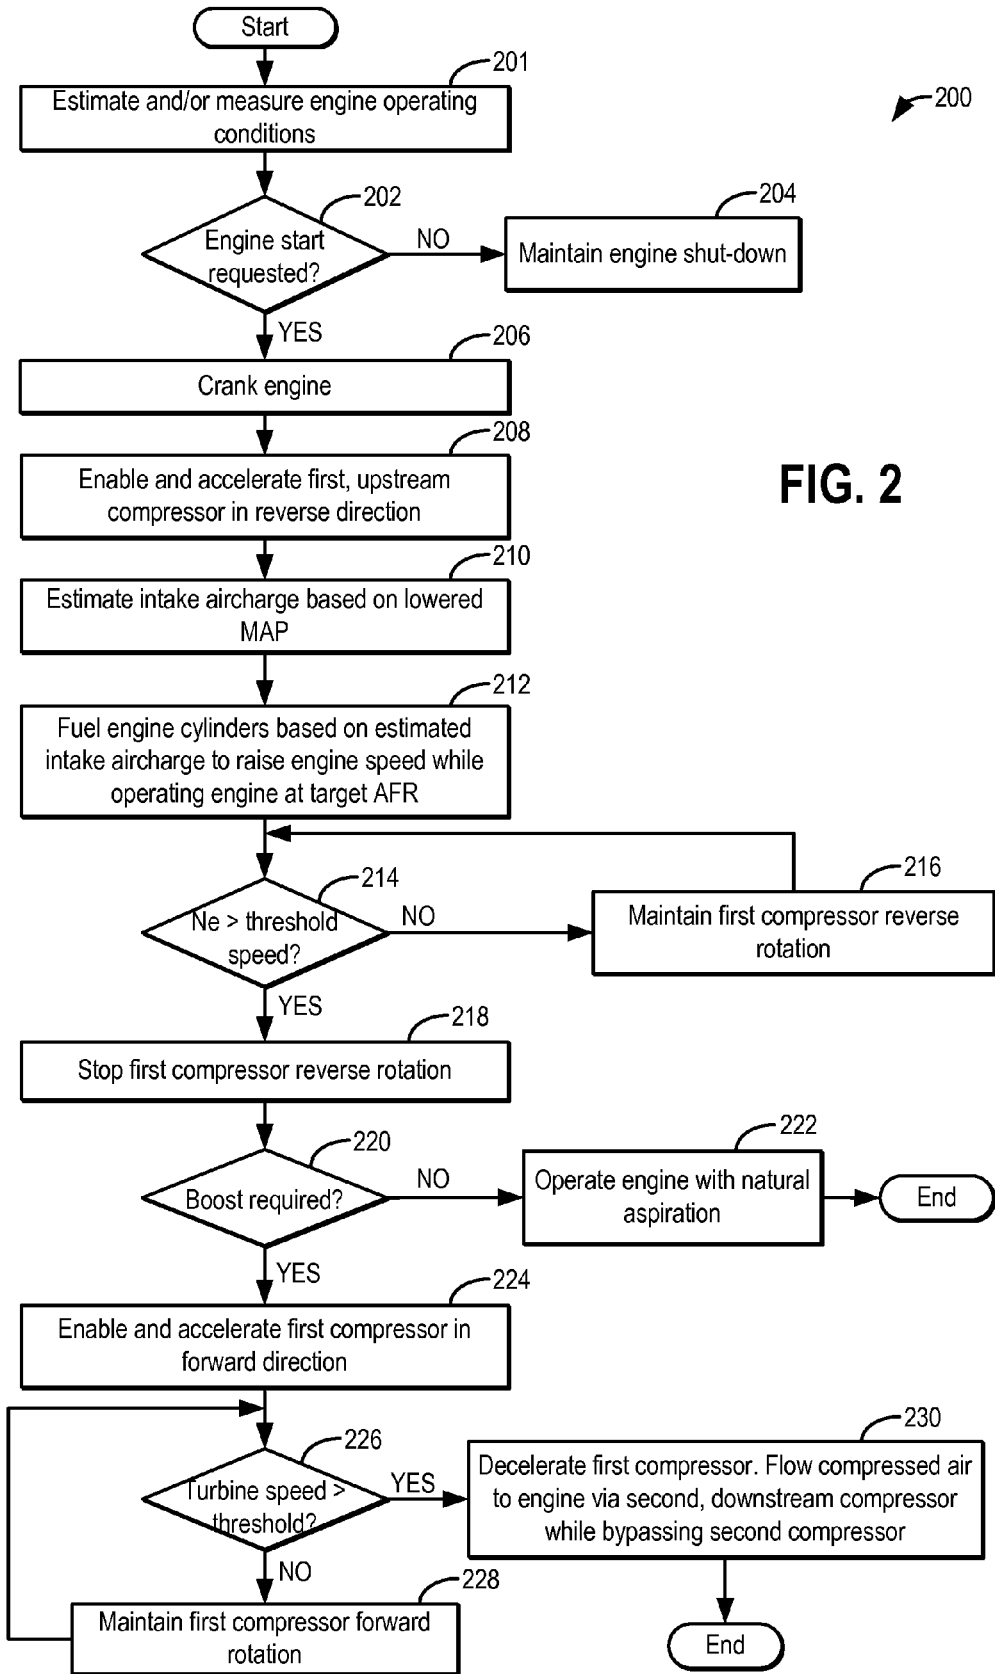 Start
201
Estimate and/or measure engine operating
conditions
200
202
Engine start
requested?
NO
204
Maintain engine shut-down
YES
206
Crank engine
208
Enable and accelerate first, upstream
compressor in reverse direction
FIG. 2
210
Estimate intake aircharge based on lowered
MAP
212
Fuel engine cylinders based on estimated
intake aircharge to raise engine speed while
operating engine at target AFR
214
Ne > threshold
speed?
NO
216
Maintain first compressor reverse
rotation
YES
218
Stop first compressor reverse rotation
220
Boost required?
NO
222
Operate engine with natural
aspiration
End
YES
224
Enable and accelerate first compressor in
forward direction
226
Turbine speed >
threshold?
YES
230
Decelerate first compressor. Flow compressed air
to engine via second, downstream compressor
while bypassing second compressor
NO
228
Maintain first compressor forward
rotation
End